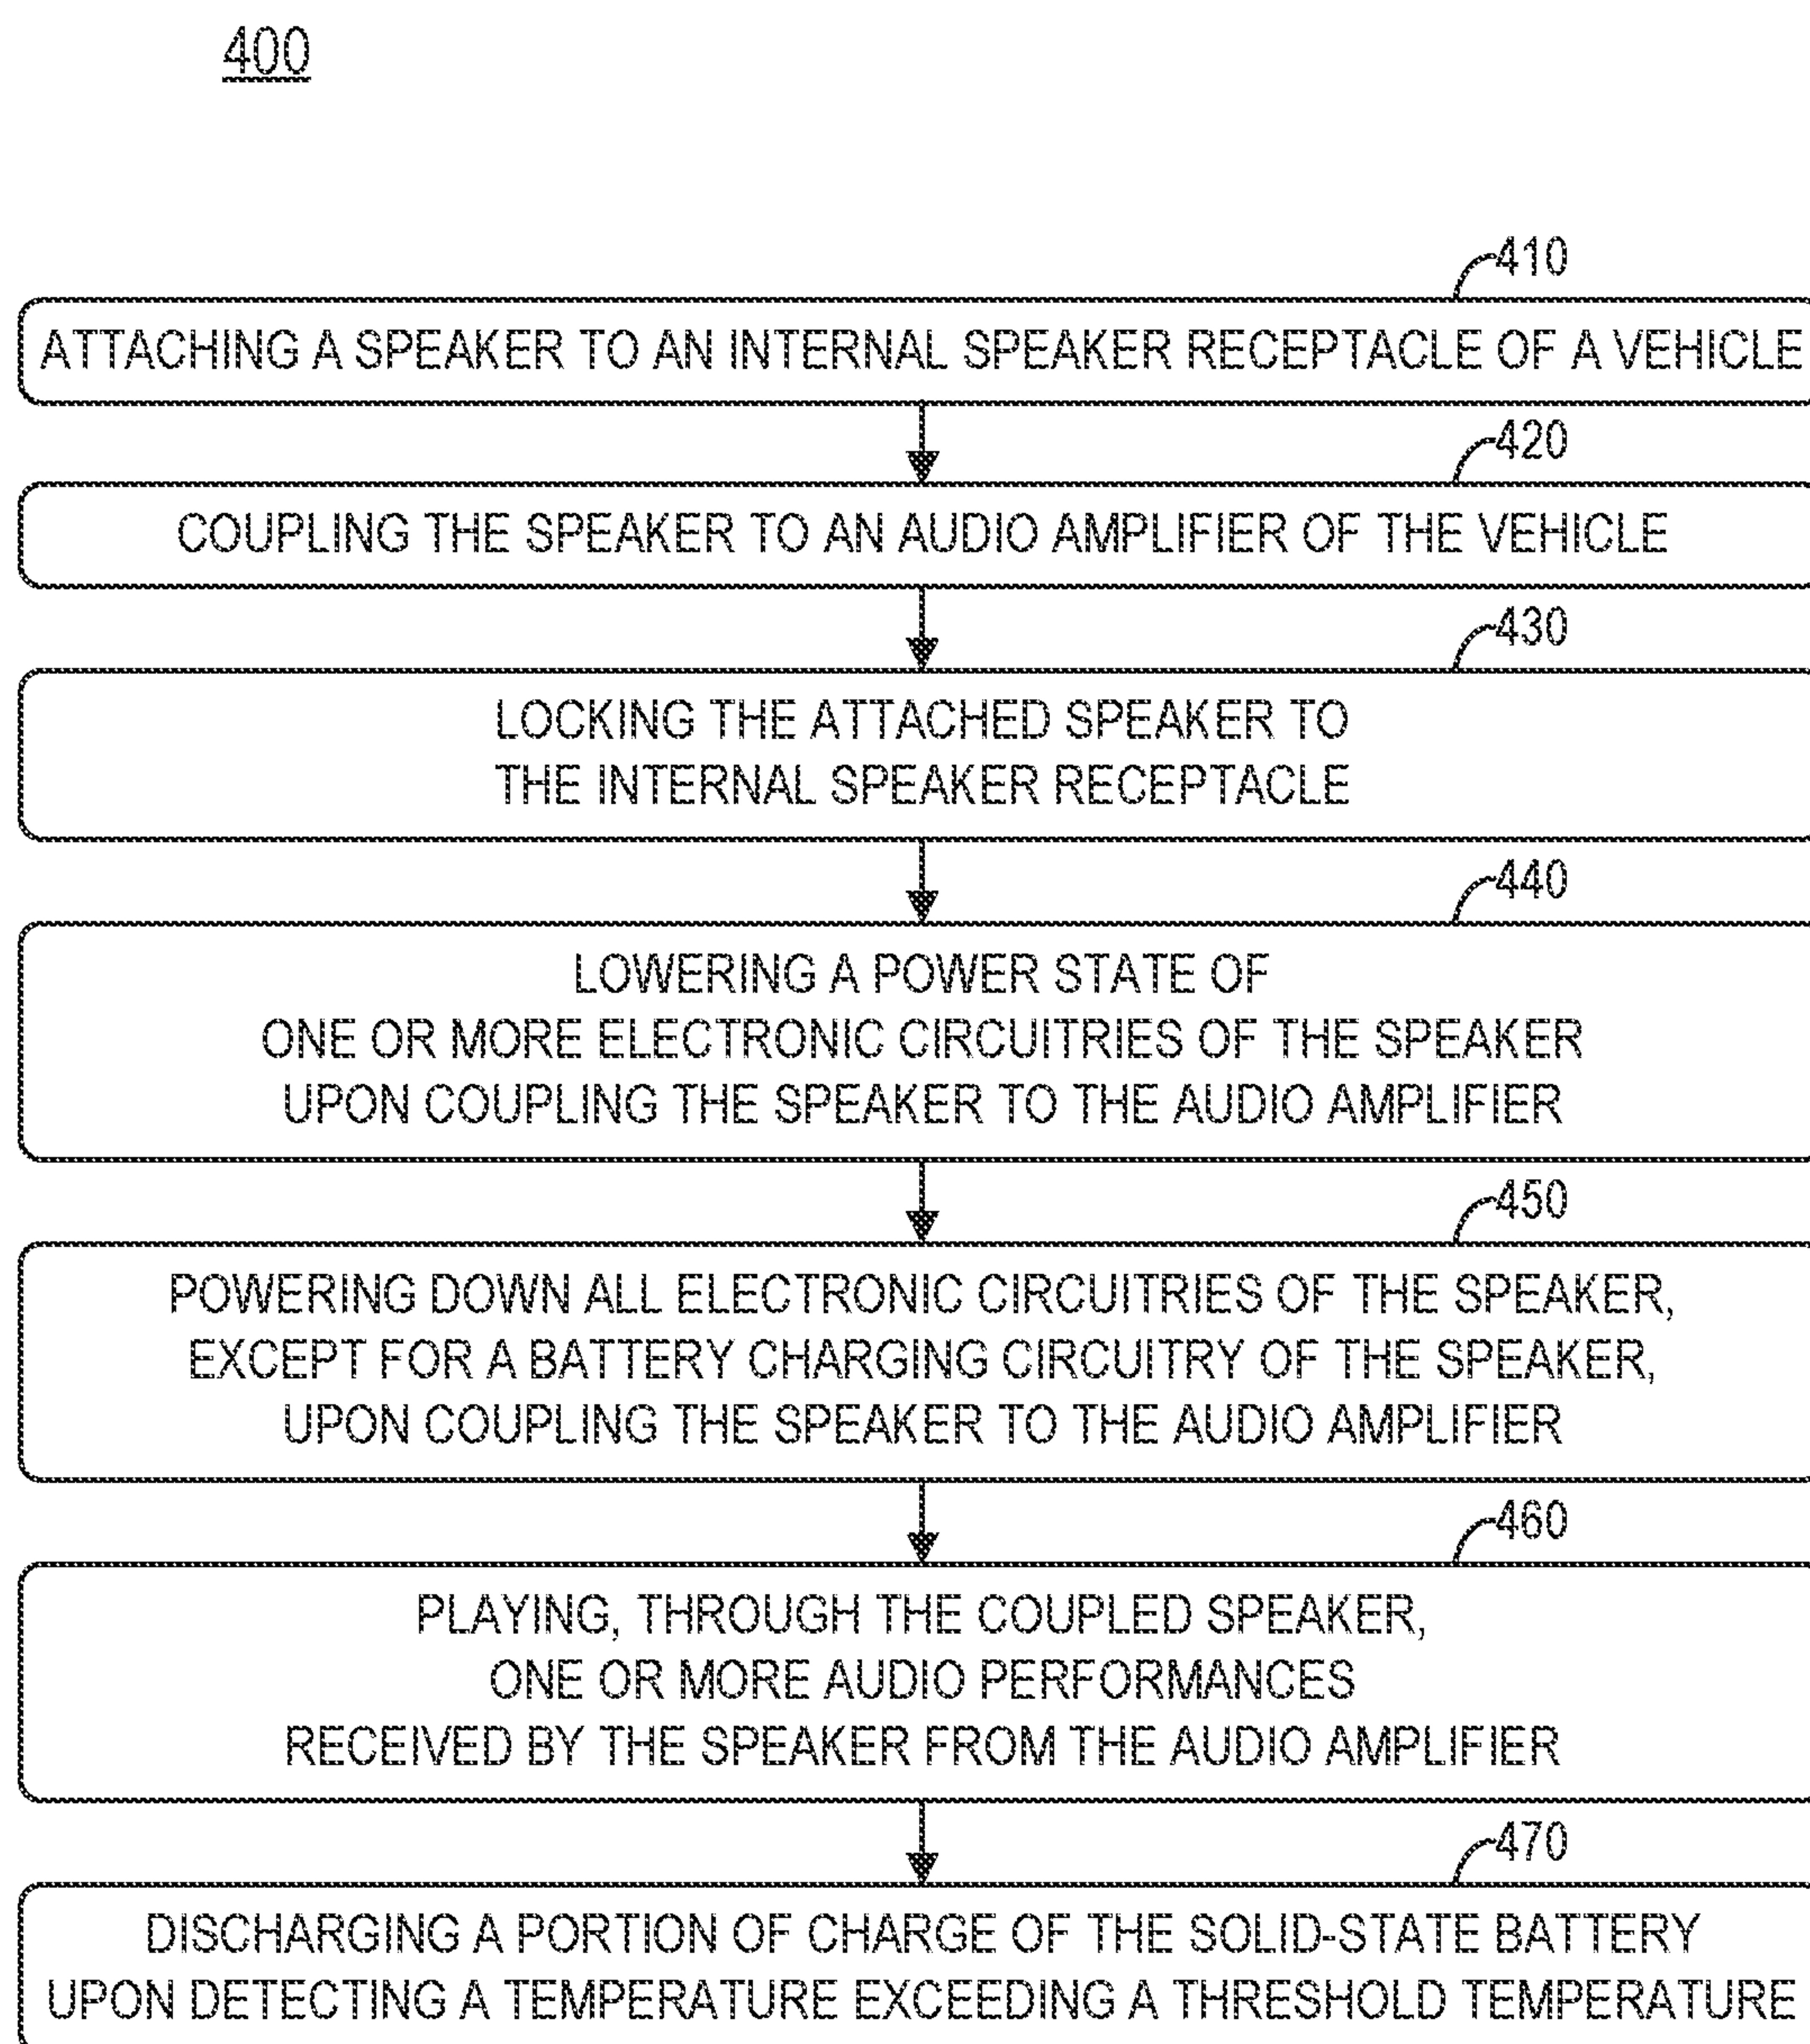 400
410
ATTACHING A SPEAKER TO AN INTERNAL SPEAKER RECEPTACLE OF A VEHICLE
420
COUPLING THE SPEAKER TO AN AUDIO AMPLIFIER OF THE VEHICLE
430
LOCKING THE ATTACHED SPEAKER TO
THE INTERNAL SPEAKER RECEPTACLE
440
LOWERING A POWER STATE OF
ONE OR MORE ELECTRONIC CIRCUITRIES OF THE SPEAKER
UPON COUPLING THE SPEAKER TO THE AUDIO AMPLIFIER
450
POWERING DOWN ALL ELECTRONIC CIRCUITRIES OF THE SPEAKER,
EXCEPT FOR A BATTERY CHARGING CIRCUITRY OF THE SPEAKER,
UPON COUPLING THE SPEAKER TO THE AUDIO AMPLIFIER
460
PLAYING, THROUGH THE COUPLED SPEAKER,
ONE OR MORE AUDIO PERFORMANCES
RECEIVED BY THE SPEAKER FROM THE AUDIO AMPLIFIER
470
DISCHARGING A PORTION OF CHARGE OF THE SOLID-STATE BATTERY
UPON DETECTING A TEMPERATURE EXCEEDING A THRESHOLD TEMPERATURE